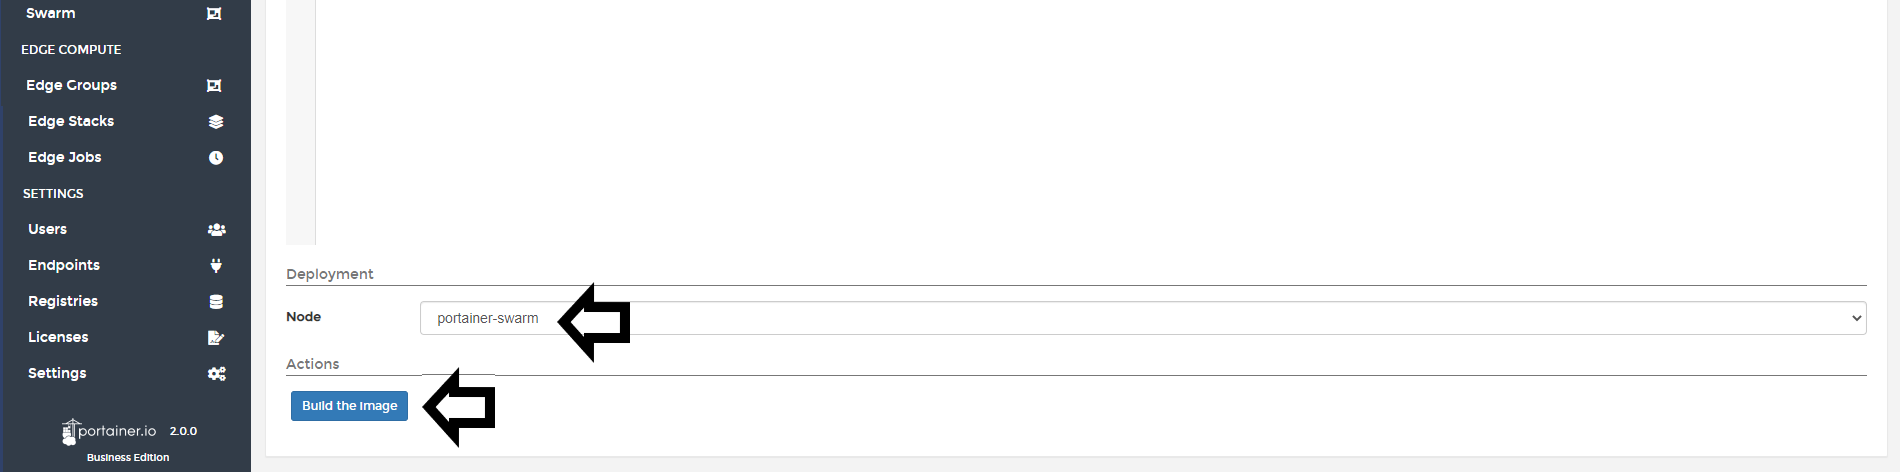 Swarm
EDGE COMPUTE
Edge Groups
Edge Stacks
Edge Jobs
SETTINGS
Users
Endpoints
Registries
Licenses
Settings
portainer.io 2.0.0
Business Edition
Deployment
Node portainer-swarm
Actions
Build the image